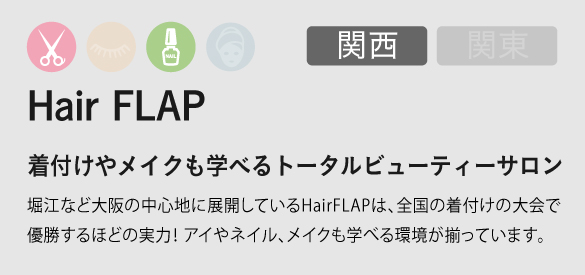 NAIL
関西 関東
Hair FLAP
着付けやメイクも学べるトータルビューティーサロン
堀江など大阪の中心地に展開しているHairFLAPは、全国の着付けの大会で
優勝するほどの実力! アイやネイル、メイクも学べる環境が揃っています。